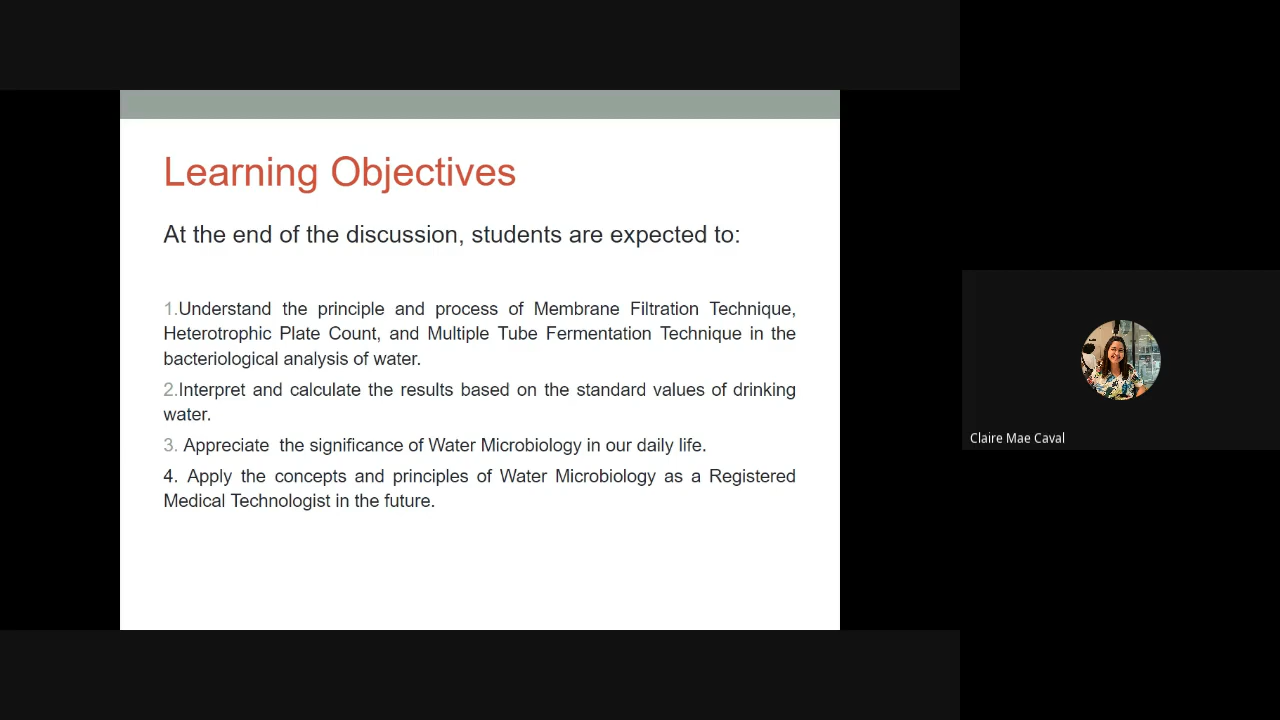 Learning Objectives
At the end of the discussion, students are expected to:
1.Understand the principle and process of Membrane Filtration Technique,
Heterotrophic Plate Count, and Multiple Tube Fermentation Technique in the
bacteriological analysis of water.
2.Interpret and calculate the results based on the standard values of drinking
water.
3. Appreciate  the significance of Water Microbiology in our daily life.
4. Apply the concepts and principles of Water Microbiology as a Registered
Medical Technologist in the future.
Claire Mae Caval